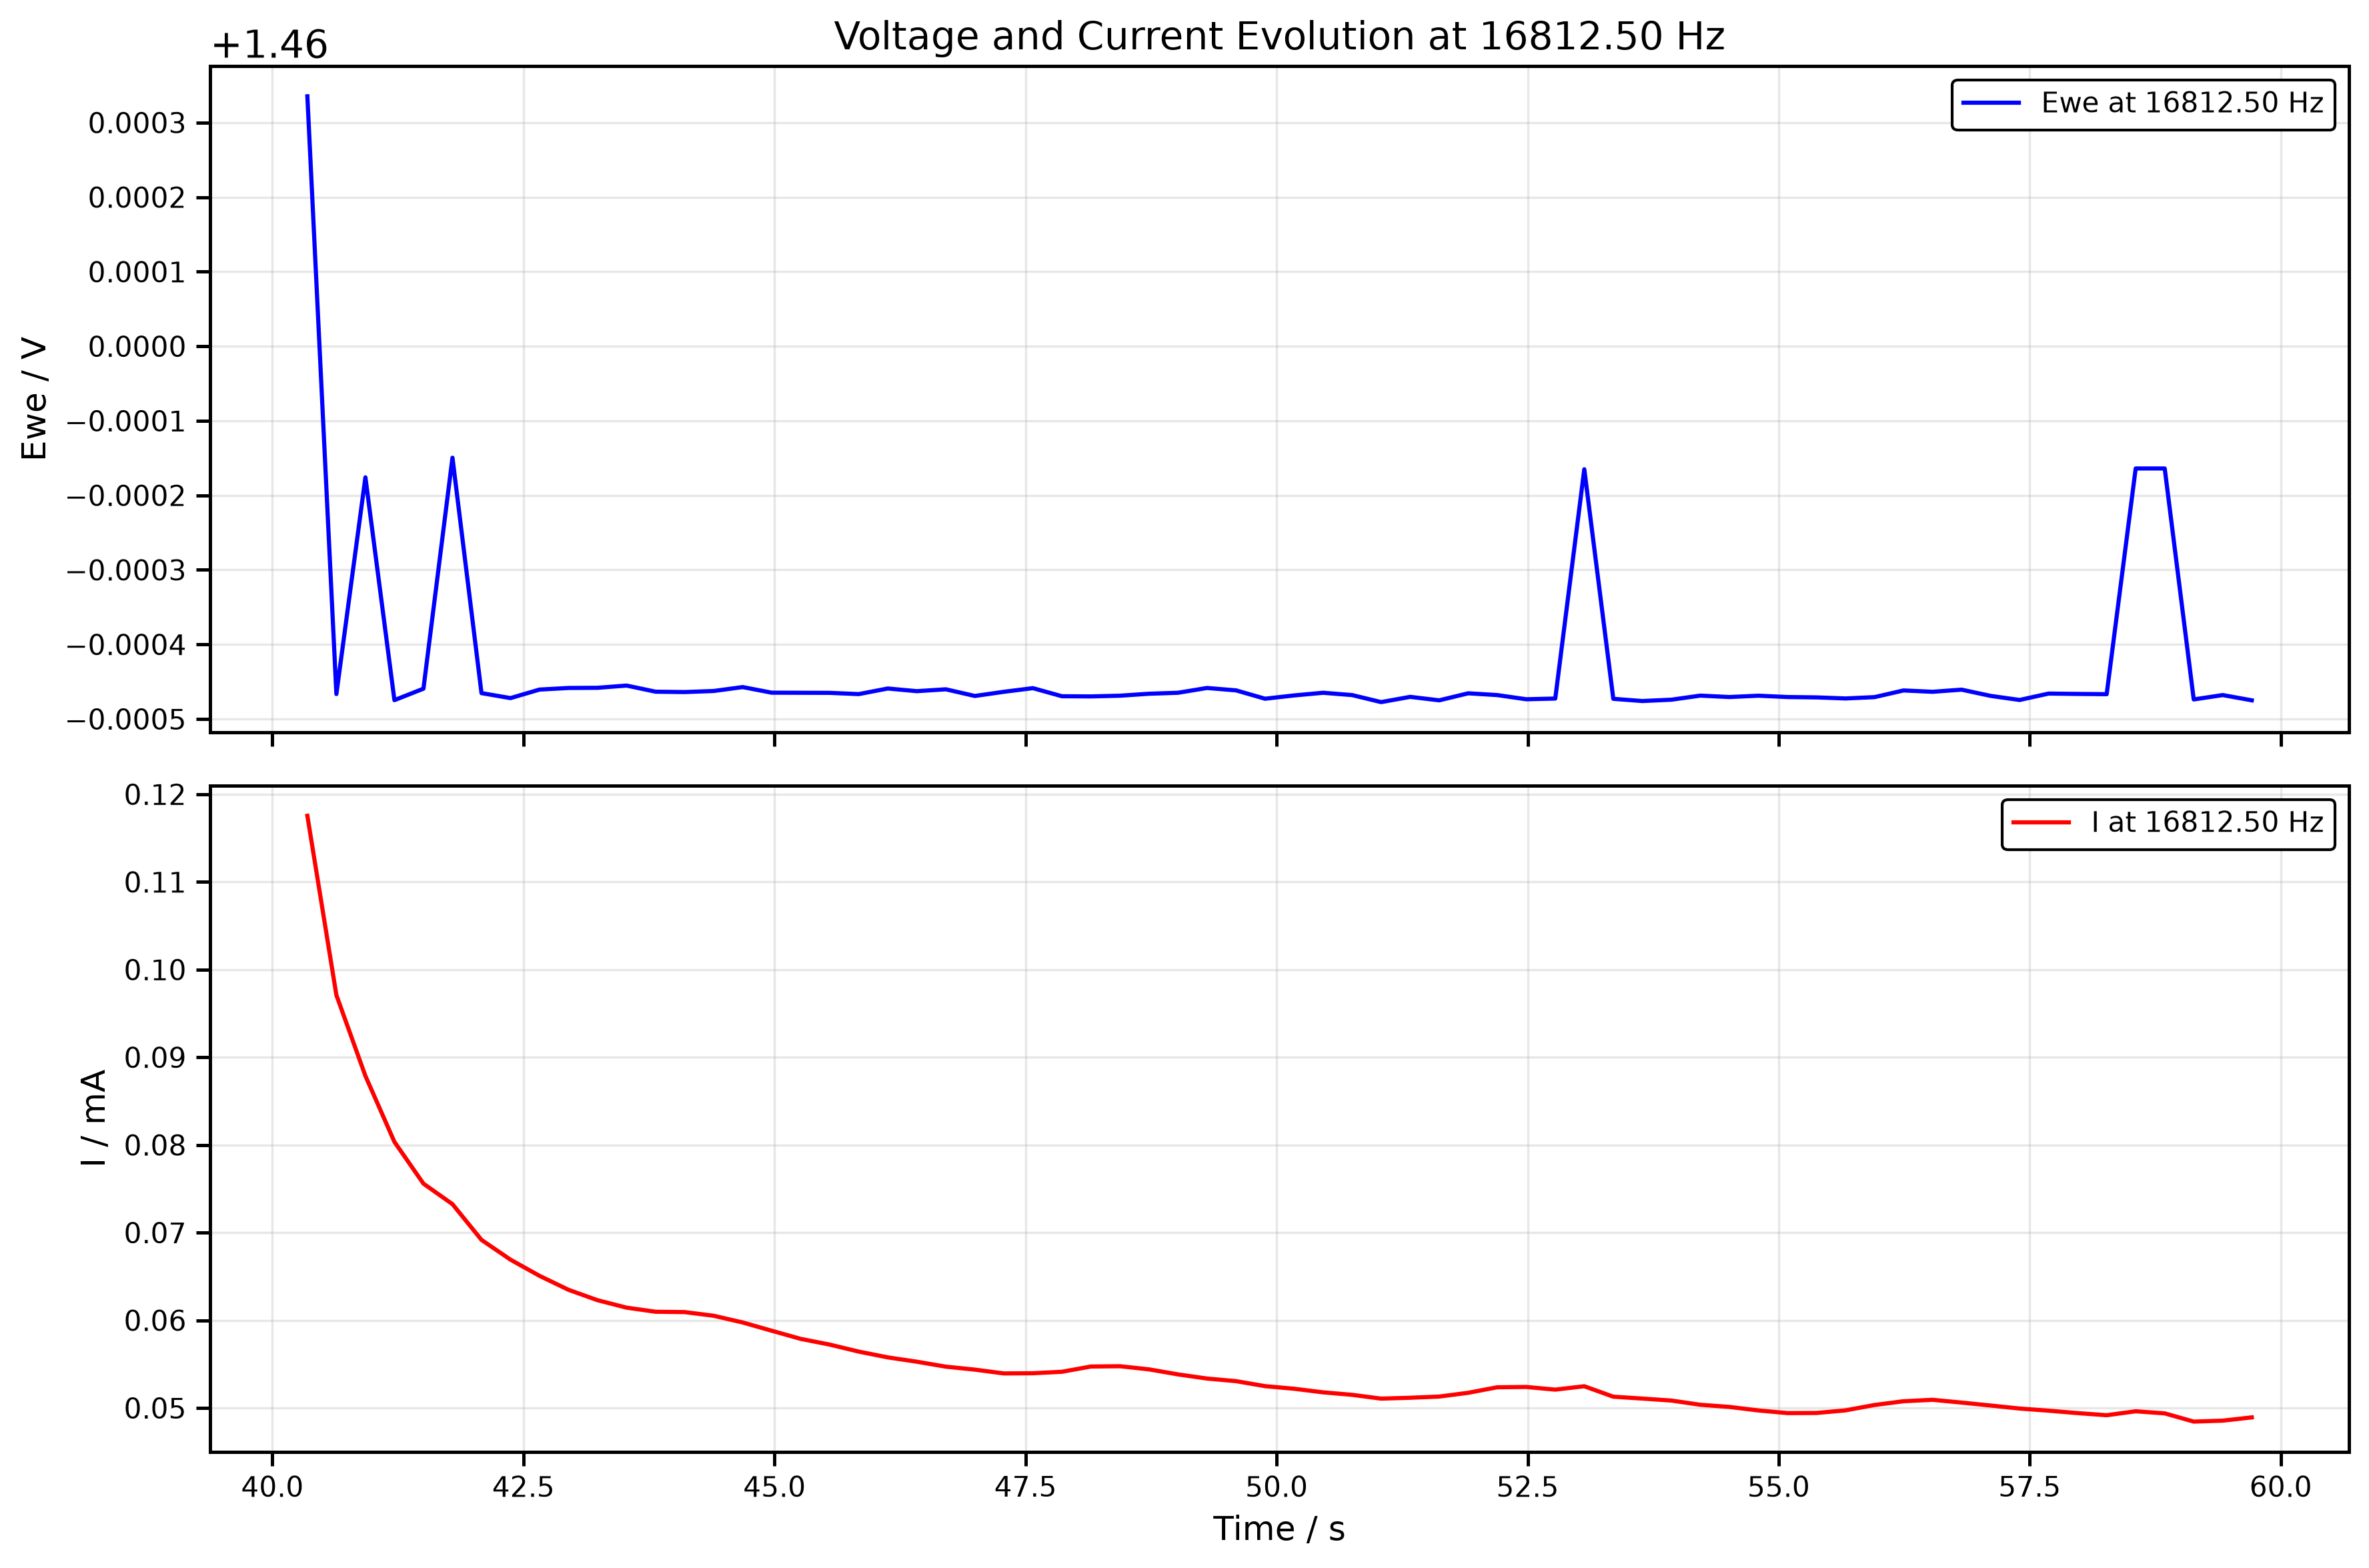 Voltage and Current Evolution at 16812.50 Hz
+1.46
Ewe at 16812.50 Hz
0.0003
0.0002
0.0001
0.0000
−0.0001
−0.0002
−0.0003
−0.0004
−0.0005
Ewe / V
I at 16812.50 Hz
0.12
0.11
0.10
0.09
0.08
0.07
0.06
0.05
I / mA
40.0 42.5 45.0 47.5 50.0 52.5 55.0 57.5 60.0
Time / s